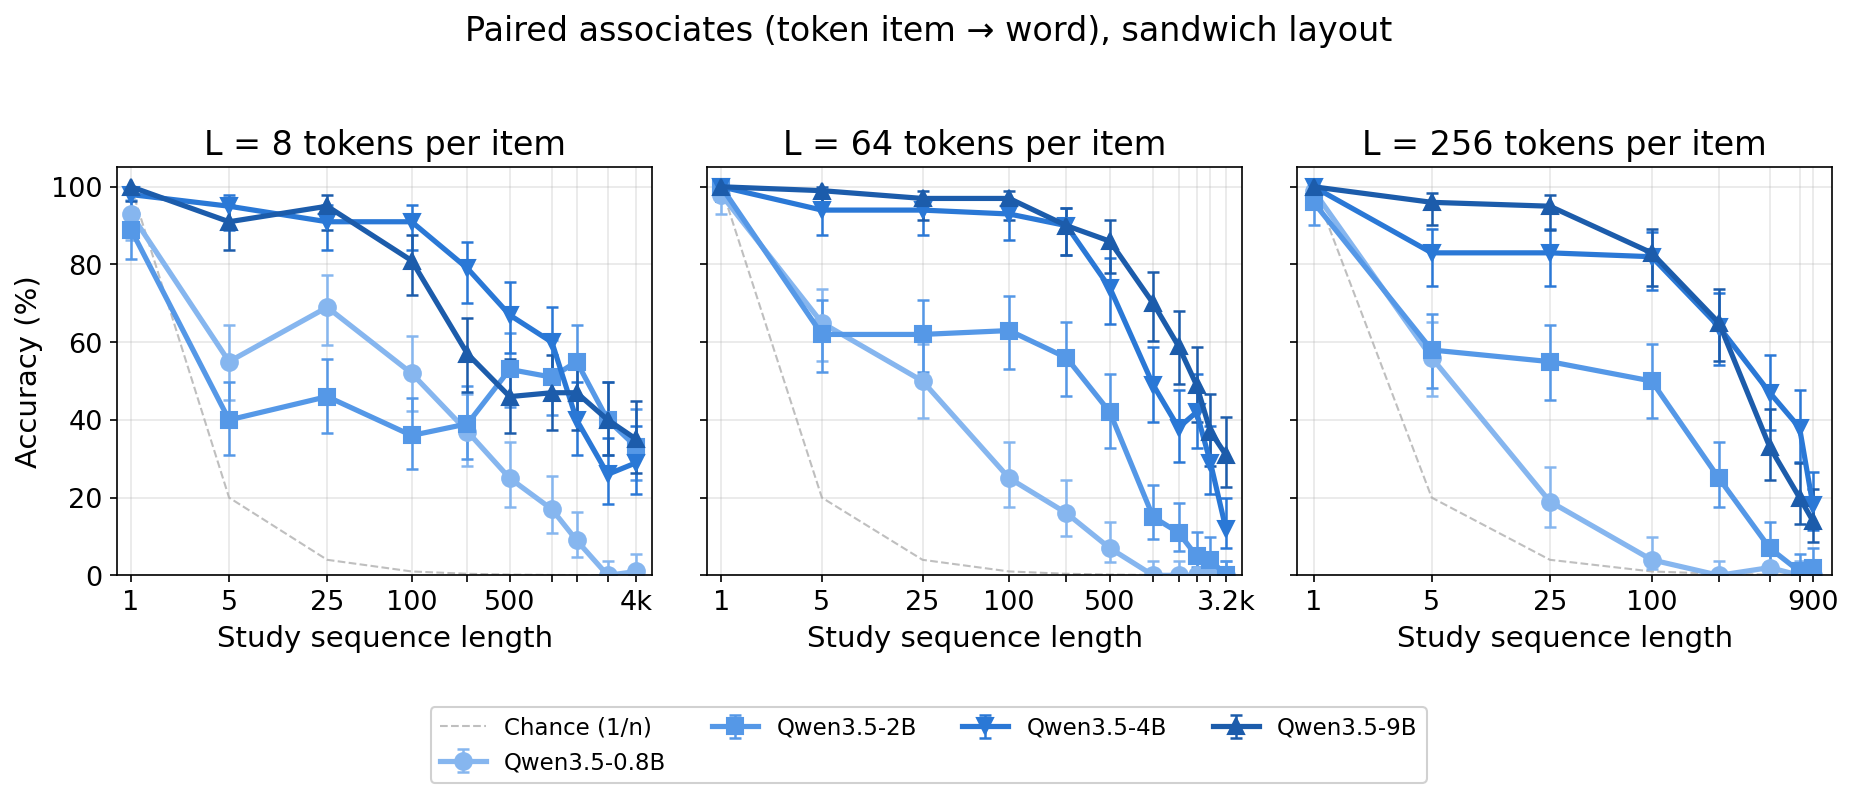 Paired associates (token item → word), sandwich layout
L = 8 tokens per item
L = 64 tokens per item
L = 256 tokens per item
Accuracy (%)
100
80
60
40
20
0
1 5 25 100 500 4k
1 5 25 100 500 3.2k
1 5 25 100 900
Study sequence length
Study sequence length
Study sequence length
Chance (1/n)
Qwen3.5-0.8B
Qwen3.5-2B
Qwen3.5-4B
Qwen3.5-9B